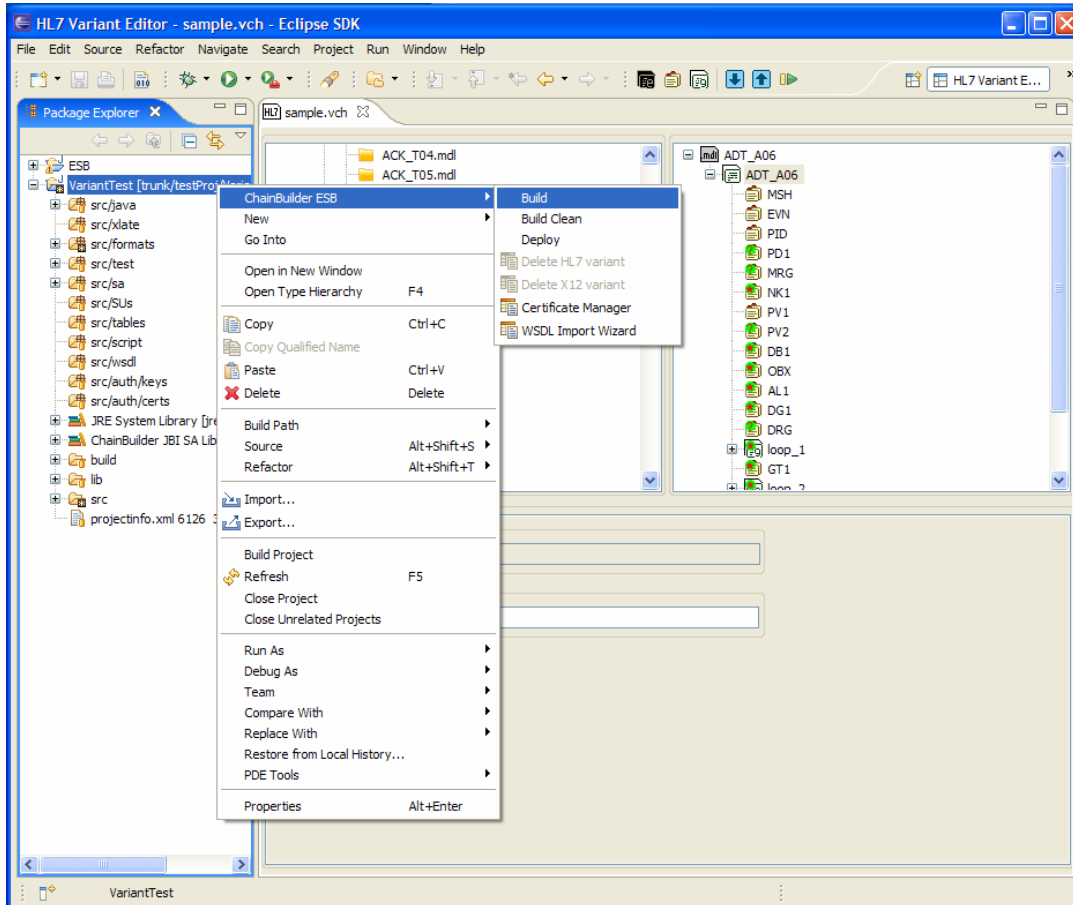 HL7 Variant Editor - sample.vch - Eclipse SDK
File Edit Source Refactor Navigate Search Project Run Window Help
HL7 Variant E...
Package Explorer
HL7 sample.vch
ESB
VariantTest [trunk/testProj/Varia
src/java
src/xlate
src/formats
src/test
src/sa
src/SUs
src/tables
src/script
src/wsdl
src/auth/keys
src/auth/certs
JRE System Library [jre
ChainBuilder JBI SA Lib
build
lib
src
projectinfo.xml 6126
ACK_T04.mdl
ACK_T05.mdl
ChainBuilder ESB
New
Go Into
Open in New Window
Open Type Hierarchy F4
Copy Ctrl+C
Copy Qualified Name
Paste Ctrl+V
Delete Delete
Build Path
Source Alt+Shift+S
Refactor Alt+Shift+T
Import...
Export...
Build Project
Refresh F5
Close Project
Close Unrelated Projects
Run As
Debug As
Team
Compare With
Replace With
Restore from Local History...
PDE Tools
Properties Alt+Enter
Build
Build Clean
Deploy
Delete HL7 variant
Delete X12 variant
Certificate Manager
WSDL Import Wizard
mdl ADT_A06
ADT_A06
MSH
EVN
PID
PD1
MRG
NK1
PV1
PV2
DB1
OBX
AL1
DG1
DRG
loop_1
GT1
loop_2
VariantTest